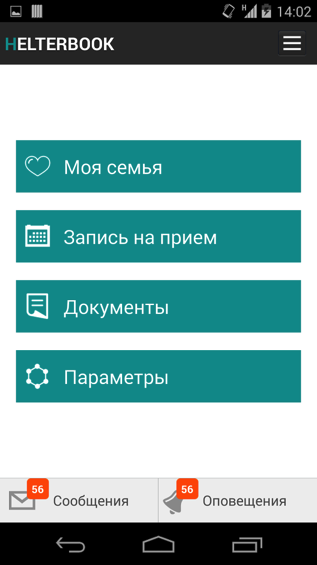 H 14:02
HELTERBOOK
Моя семья
Запись на прием
Документы
Параметры
56 Сообщения 56 Оповещения